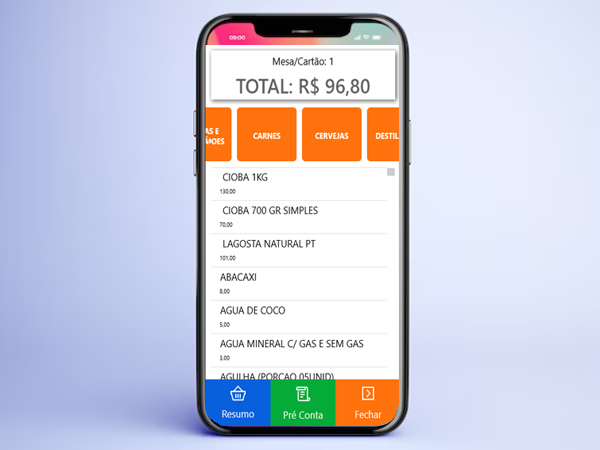 09:00
Mesa/Cartão: 1
TOTAL: R$ 96,80
AS E
CARNES
CERVEJAS
DESTIL
CIOBA 1KG
130,00
CIOBA 700 GR SIMPLES
70,00
LAGOSTA NATURAL PT
101,00
ABACAXI
8,00
AGUA DE COCO
5,00
AGUA MINERAL C/ GAS E SEM GAS
3,00
AGULHA (PORCAO 05UNID)
Resumo
Pré Conta
Fechar